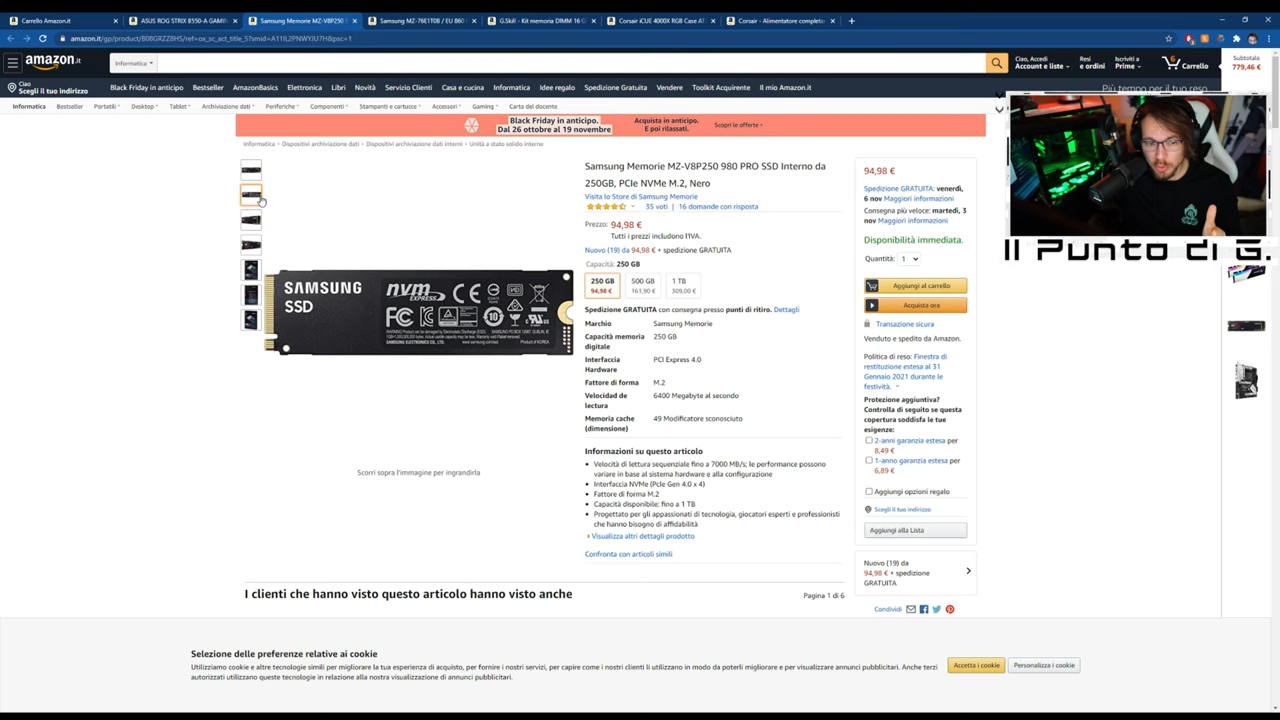 Carrello Amazon.it
ASUS ROG STRIX B550-A GAMIN
Samsung Memorie MZ-V8P250 9
Samsung MZ-76E1T0B / EU 860 E
G.Skill - Kit memoria DIMM 16 G
Corsair iCUE 4000X RGB Case AT
Corsair - Alimentatore completam
amazon.it/gp/product/B08GRZZ8HS/ref=ox_sc_act_title_5?smid=A11IL2PNWYJU7H&psc=1
amazon.it
Informatica
Ciao, Accedi
Account e liste
Resi
e ordini
Iscriviti a
Prime
6
Carrello
Subtotale
779,46 €
Ciao
Scegli il tuo indirizzo
Black Friday in anticipo Bestseller AmazonBasics Elettronica Libri Novità Servizio Clienti Casa e cucina Informatica Idee regalo Spedizione Gratuita Vendere Toolkit Acquirente Il mio Amazon.it
Più tempo per il tuo reso
Informatica Bestseller Portatili Desktop Tablet Archiviazione dati Periferiche Componenti Stampanti e cartucce Accessori Gaming Carta del docente
Black Friday in anticipo.
Dal 26 ottobre al 19 novembre
Acquista in anticipo.
E poi rilassati.
Scopri le offerte ›
Informatica › Dispositivi archiviazione dati › Dispositivi archiviazione dati interni › Unità a stato solido interne
Samsung Memorie MZ-V8P250 980 PRO SSD Interno da
250GB, PCIe NVMe M.2, Nero
Visita lo Store di Samsung Memorie
35 voti | 16 domande con risposta
Prezzo: 94,98 €
Tutti i prezzi includono l'IVA.
Nuovo (19) da 94,98 € + spedizione GRATUITA
Capacità: 250 GB
250 GB
94,98 €
500 GB
161,90 €
1 TB
309,00 €
Spedizione GRATUITA con consegna presso punti di ritiro. Dettagli
Marchio Samsung Memorie
Capacità memoria digitale 250 GB
Interfaccia Hardware PCI Express 4.0
Fattore di forma M.2
Velocidad de lectura 6400 Megabyte al secondo
Memoria cache (dimensione) 49 Modificatore sconosciuto
Informazioni su questo articolo
Velocità di lettura sequenziale fino a 7000 MB/s; le performance possono
variare in base al sistema hardware e alla configurazione
Interfaccia NVMe (PCIe Gen 4.0 x 4)
Fattore di forma M.2
Capacità disponibile: fino a 1 TB
Progettato per gli appassionati di tecnologia, giocatori esperti e professionisti
che hanno bisogno di affidabilità
Visualizza altri dettagli prodotto
Confronta con articoli simili
SAMSUNG
SSD
nvm
EXPRESS
Scorri sopra l'immagine per ingrandirla
94,98 €
Spedizione GRATUITA: venerdì,
6 nov Maggiori informazioni
Consegna più veloce: martedì, 3
nov Maggiori informazioni
Disponibilità immediata.
Quantità: 1
Aggiungi al carrello
Acquista ora
Transazione sicura
Venduto e spedito da Amazon.
Politica di reso: Finestra di
restituzione estesa al 31
Gennaio 2021 durante le
festività.
Protezione aggiuntiva?
Controlla di seguito se questa
copertura soddisfa le tue
esigenze:
2-anni garanzia estesa per
8,49 €
1-anno garanzia estesa per
6,89 €
Aggiungi opzioni regalo
Scegli il tuo indirizzo
Aggiungi alla Lista
Nuovo (19) da
94,98 € + spedizione
GRATUITA
Condividi
Il Punto di G.
I clienti che hanno visto questo articolo hanno visto anche
Pagina 1 di 6
Selezione delle preferenze relative ai cookie
Utilizziamo cookie e altre tecnologie simili per migliorare la tua esperienza di acquisto, per fornire i nostri servizi, per capire come i nostri clienti li utilizzano in modo da poterli migliorare e per visualizzare annunci pubblicitari. Anche terzi
autorizzati utilizzano queste tecnologie in relazione alla nostra visualizzazione di annunci pubblicitari.
Accetta i cookie
Personalizza i cookie